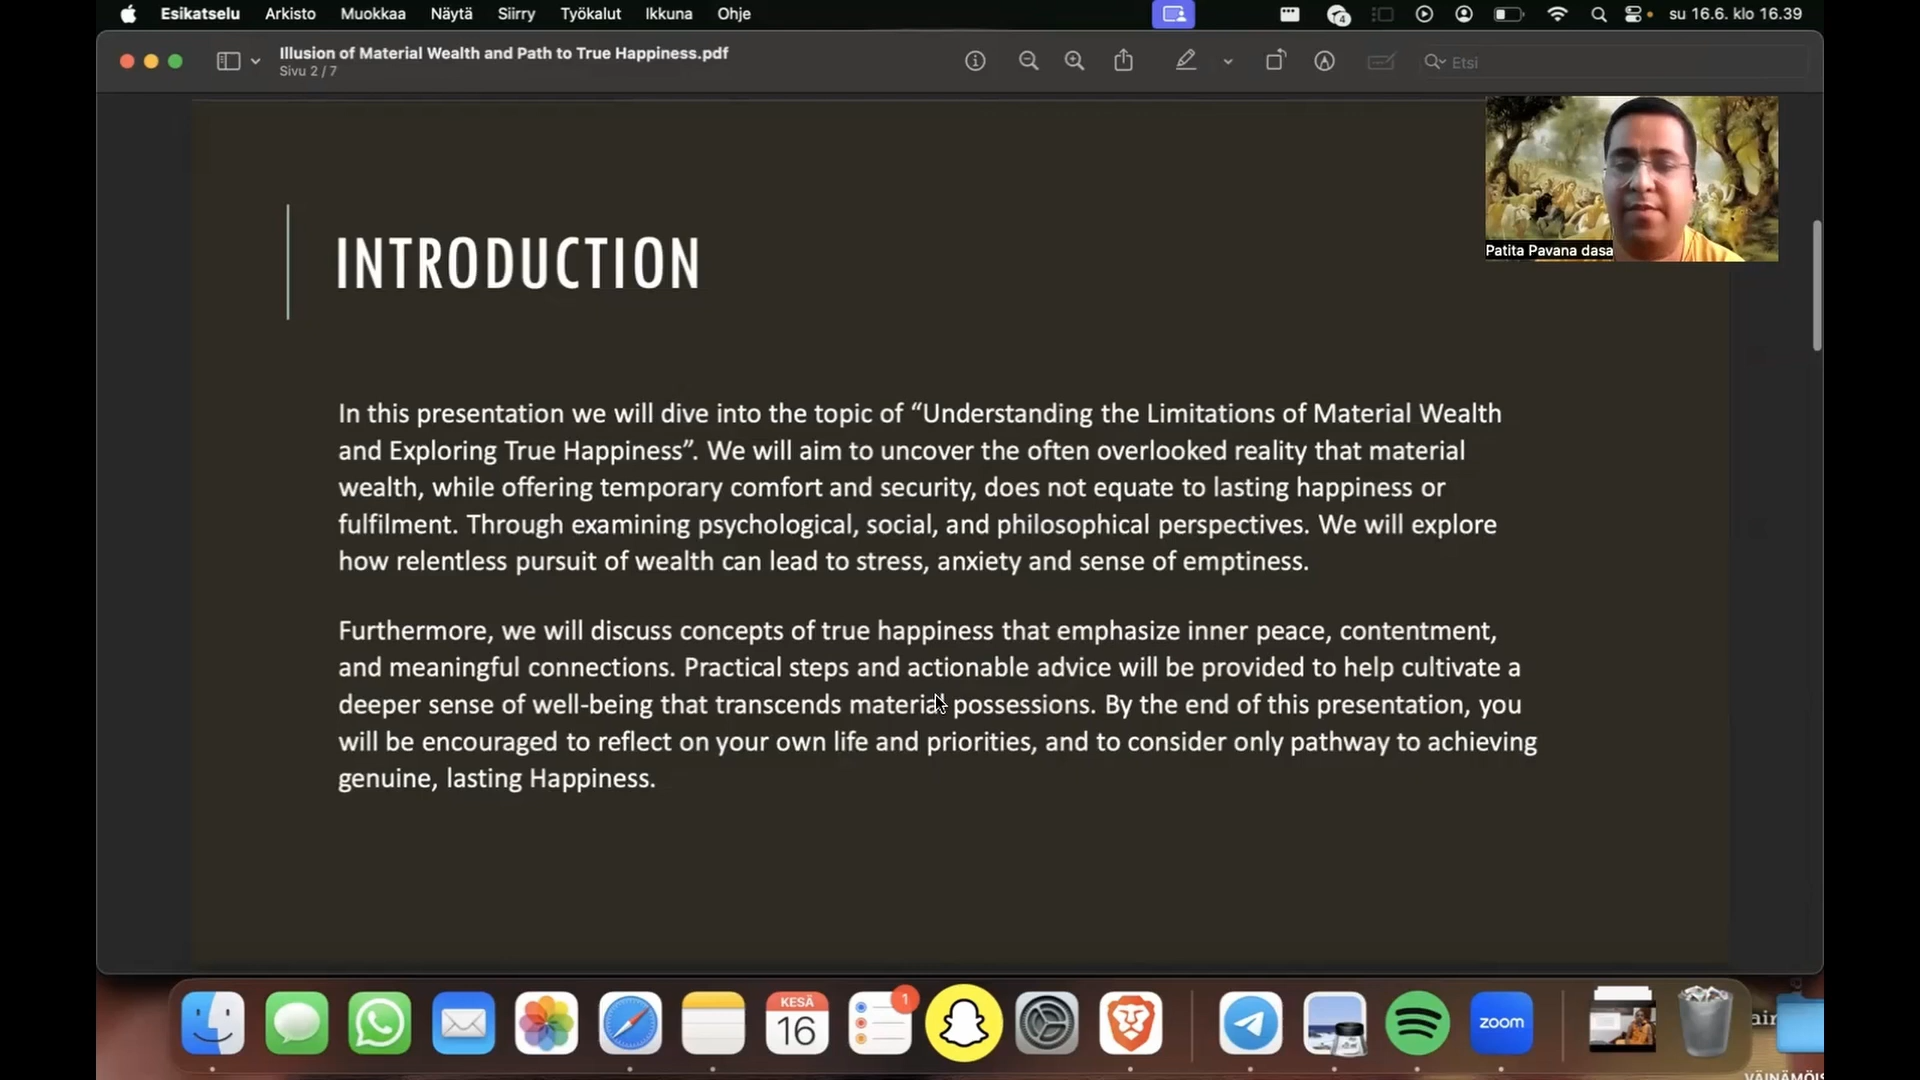 Esikatselu Arkisto Muokkaa Näytä Siirry Työkalut Ikkuna Ohje
4
su 16.6. klo 16.39
Illusion of Material Wealth and Path to True Happiness.pdf
Sivu 2 / 7
Etsi
Patita Pavana dasa
INTRODUCTION
In this presentation we will dive into the topic of “Understanding the Limitations of Material Wealth
and Exploring True Happiness”. We will aim to uncover the often overlooked reality that material
wealth, while offering temporary comfort and security, does not equate to lasting happiness or
fulfilment. Through examining psychological, social, and philosophical perspectives. We will explore
how relentless pursuit of wealth can lead to stress, anxiety and sense of emptiness.
Furthermore, we will discuss concepts of true happiness that emphasize inner peace, contentment,
and meaningful connections. Practical steps and actionable advice will be provided to help cultivate a
deeper sense of well-being that transcends material possessions. By the end of this presentation, you
will be encouraged to reflect on your own life and priorities, and to consider only pathway to achieving
genuine, lasting Happiness.
KESÄ
16
1
zoom